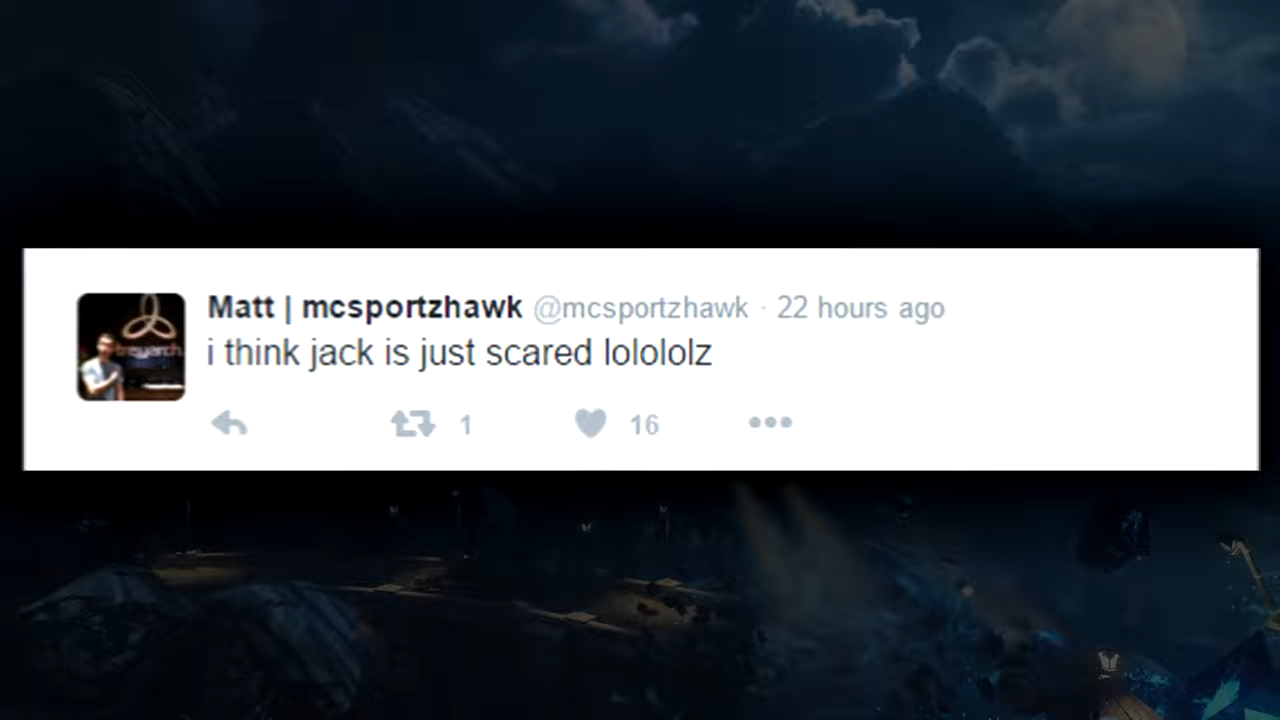 Matt | mcsportzhawk @mcsportzhawk · 22 hours ago
i think jack is just scared lolololz
1 16